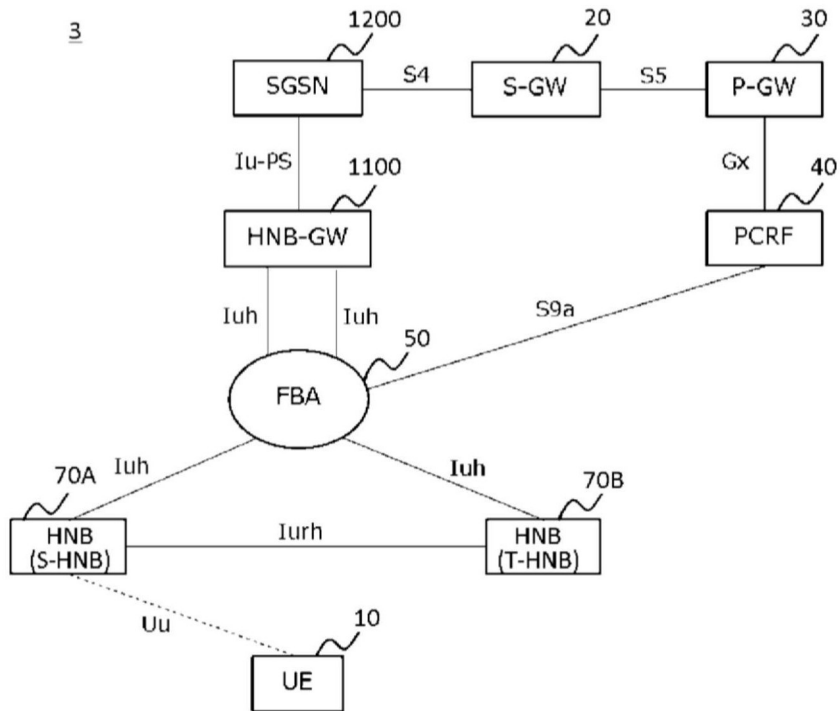 3
1200
20
30
SGSN
S4
S-GW
S5
P-GW
Iu-PS
Gx
1100
40
HNB-GW
PCRF
Iuh
Iuh
S9a
50
FBA
Iuh
Iuh
70A
70B
HNB
(S-HNB)
Iurh
HNB
(T-HNB)
Uu
10
UE